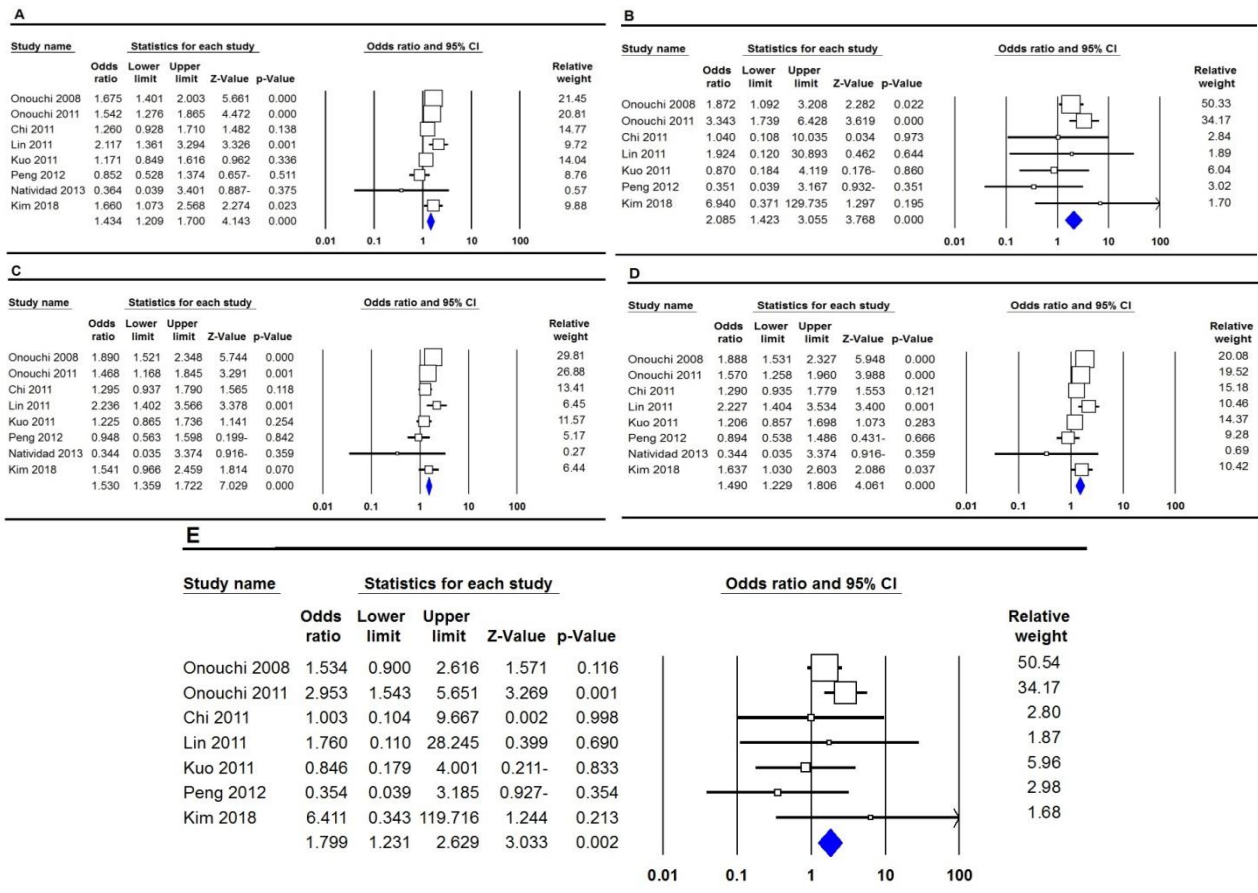 A
Study name Statistics for each study Odds ratio and 95% CI
Odds ratio Lower limit Upper limit Z-Value p-Value Relative weight
Onouchi 2008 1.675 1.401 2.003 5.661 0.000 21.45
Onouchi 2011 1.542 1.276 1.865 4.472 0.000 20.81
Chi 2011 1.260 0.928 1.710 1.482 0.138 14.77
Lin 2011 2.117 1.361 3.294 3.326 0.001 9.72
Kuo 2011 1.171 0.849 1.616 0.962 0.336 14.04
Peng 2012 0.852 0.528 1.374 0.657- 0.511 8.76
Natividad 2013 0.364 0.039 3.401 0.887- 0.375 0.57
Kim 2018 1.660 1.073 2.568 2.274 0.023 9.88
1.434 1.209 1.700 4.143 0.000
0.01 0.1 1 10 100
B
Study name Statistics for each study Odds ratio and 95% CI
Odds ratio Lower limit Upper limit Z-Value p-Value Relative weight
Onouchi 2008 1.872 1.092 3.208 2.282 0.022 50.33
Onouchi 2011 3.343 1.739 6.428 3.619 0.000 34.17
Chi 2011 1.040 0.108 10.035 0.034 0.973 2.84
Lin 2011 1.924 0.120 30.893 0.462 0.644 1.89
Kuo 2011 0.870 0.184 4.119 0.176- 0.860 6.04
Peng 2012 0.351 0.039 3.167 0.932- 0.351 3.02
Kim 2018 6.940 0.371 129.735 1.297 0.195 1.70
2.085 1.423 3.055 3.768 0.000
0.01 0.1 1 10 100
C
Study name Statistics for each study Odds ratio and 95% CI
Odds ratio Lower limit Upper limit Z-Value p-Value Relative weight
Onouchi 2008 1.890 1.521 2.348 5.744 0.000 29.81
Onouchi 2011 1.468 1.168 1.845 3.291 0.001 26.88
Chi 2011 1.295 0.937 1.790 1.565 0.118 13.41
Lin 2011 2.236 1.402 3.566 3.378 0.001 6.45
Kuo 2011 1.225 0.865 1.736 1.141 0.254 11.57
Peng 2012 0.948 0.563 1.598 0.199- 0.842 5.17
Natividad 2013 0.344 0.035 3.374 0.916- 0.359 0.27
Kim 2018 1.541 0.966 2.459 1.814 0.070 6.44
1.530 1.359 1.722 7.029 0.000
0.01 0.1 1 10 100
D
Study name Statistics for each study Odds ratio and 95% CI
Odds ratio Lower limit Upper limit Z-Value p-Value Relative weight
Onouchi 2008 1.888 1.531 2.327 5.948 0.000 20.08
Onouchi 2011 1.570 1.258 1.960 3.988 0.000 19.52
Chi 2011 1.290 0.935 1.779 1.553 0.121 15.18
Lin 2011 2.227 1.404 3.534 3.400 0.001 10.46
Kuo 2011 1.206 0.857 1.698 1.073 0.283 14.37
Peng 2012 0.894 0.538 1.486 0.431- 0.666 9.28
Natividad 2013 0.344 0.035 3.374 0.916- 0.359 0.69
Kim 2018 1.637 1.030 2.603 2.086 0.037 10.42
1.490 1.229 1.806 4.061 0.000
0.01 0.1 1 10 100
E
Study name Statistics for each study Odds ratio and 95% CI
Odds ratio Lower limit Upper limit Z-Value p-Value Relative weight
Onouchi 2008 1.534 0.900 2.616 1.571 0.116 50.54
Onouchi 2011 2.953 1.543 5.651 3.269 0.001 34.17
Chi 2011 1.003 0.104 9.667 0.002 0.998 2.80
Lin 2011 1.760 0.110 28.245 0.399 0.690 1.87
Kuo 2011 0.846 0.179 4.001 0.211- 0.833 5.96
Peng 2012 0.354 0.039 3.185 0.927- 0.354 2.98
Kim 2018 6.411 0.343 119.716 1.244 0.213 1.68
1.799 1.231 2.629 3.033 0.002
0.01 0.1 1 10 100